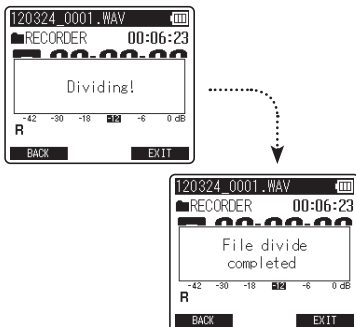 120324_0001.WAV
RECORDER 00:06:23
Dividing!
-42 -30 -18 -12 -6 0 dB
R
BACK EXIT
120324_0001.WAV
RECORDER 00:06:23
File divide
completed
-42 -30 -18 -12 -6 0 dB
R
BACK EXIT